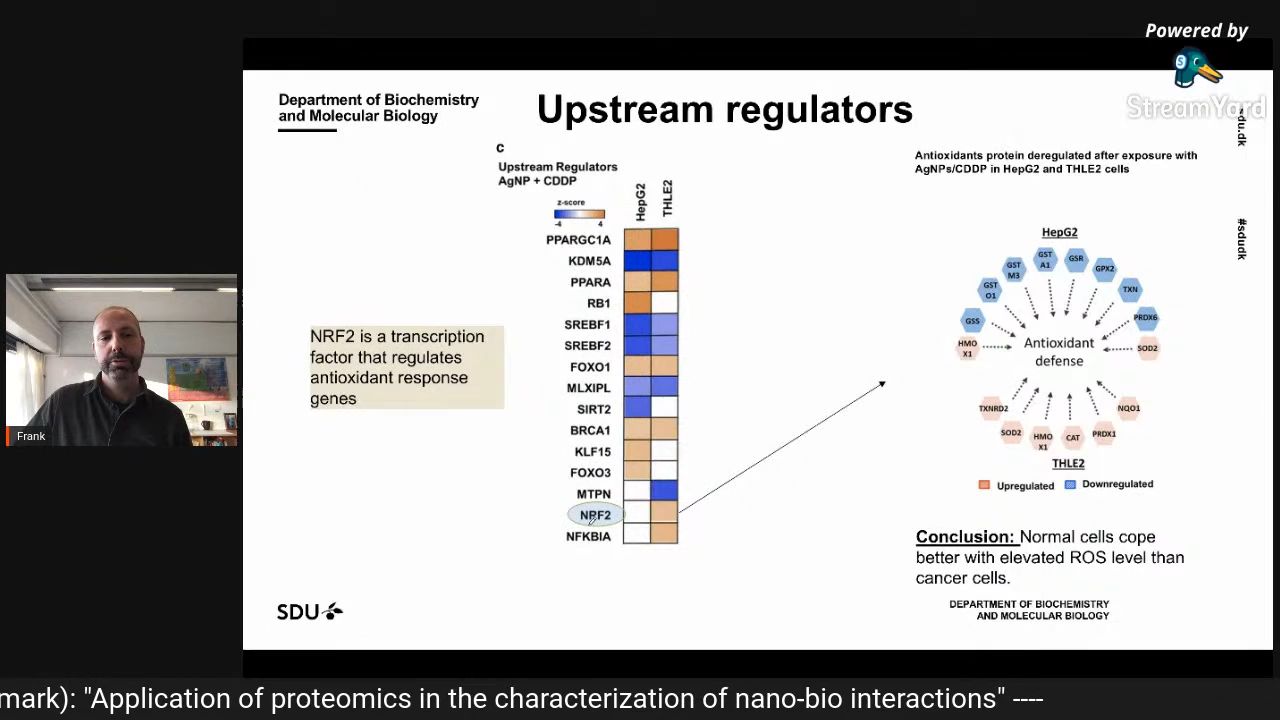 Powered by
StreamYard
Department of Biochemistry
and Molecular Biology
Upstream regulators
sdu.dk
#sdudk
c
Upstream Regulators
AgNP + CDDP
z-score
-4 4
HepG2
THLE2
PPARGC1A
KDM5A
PPARA
RB1
SREBF1
SREBF2
FOXO1
MLXIPL
SIRT2
BRCA1
KLF15
FOXO3
MTPN
NRF2
NFKBIA
NRF2 is a transcription
factor that regulates
antioxidant response
genes
Frank
Antioxidants protein deregulated after exposure with
AgNPs/CDDP in HepG2 and THLE2 cells
HepG2
HMO
X1
GSS
GST
O1
GST
M3
GST
A1
GSR
GPX2
TXN
PRDX6
SOD2
Antioxidant
defense
TXNRD2
SOD2
HMO
X1
CAT
PRDX1
NQO1
THLE2
Upregulated
Downregulated
Conclusion: Normal cells cope
better with elevated ROS level than
cancer cells.
SDU
DEPARTMENT OF BIOCHEMISTRY
AND MOLECULAR BIOLOGY
mark): "Application of proteomics in the characterization of nano-bio interactions" ----